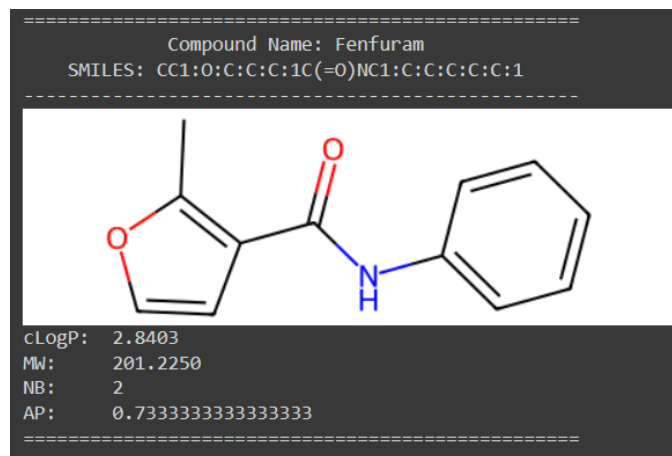 ==================================================
Compound Name: Fenfuram
SMILES: CC1:O:C:C:C:1C(=O)NC1:C:C:C:C:C:1
--------------------------------------------------
O
O
N
H
cLogP: 2.8403
MW: 201.2250
NB: 2
AP: 0.7333333333333333
==================================================